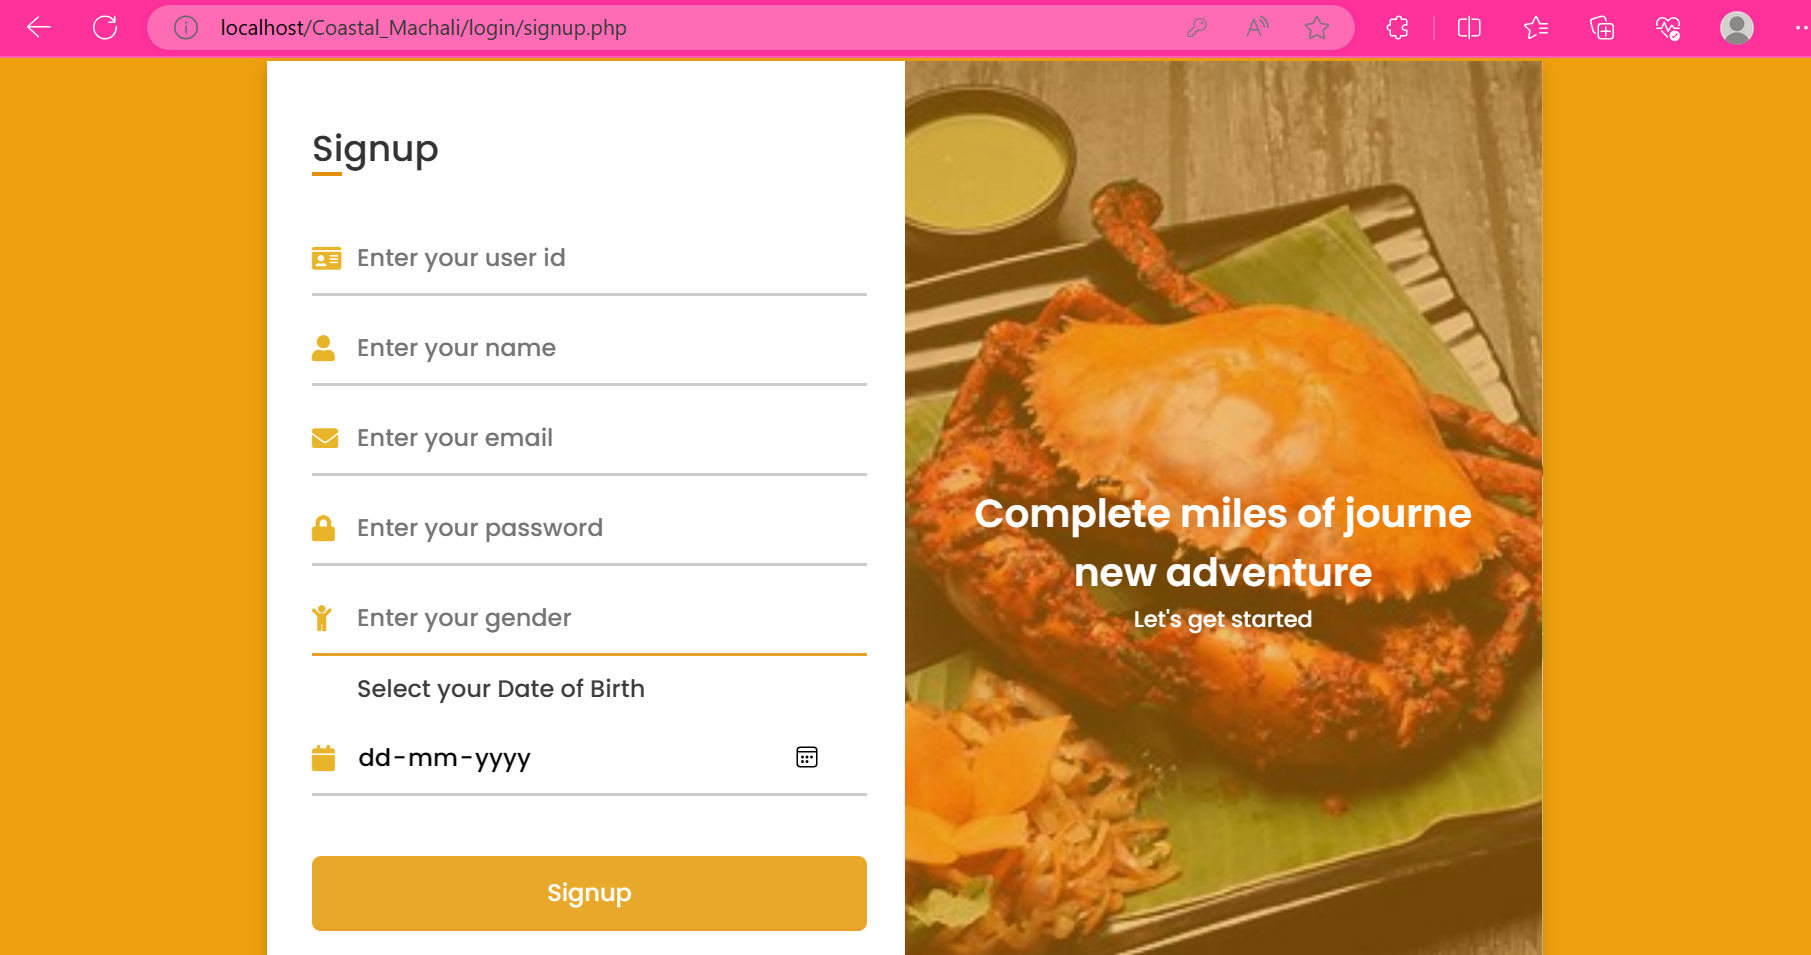 localhost/Coastal_Machali/login/signup.php
Signup
Enter your user id
Enter your name
Enter your email
Enter your password
Enter your gender
Select your Date of Birth
dd-mm-yyyy
Signup
Complete miles of journe
new adventure
Let's get started